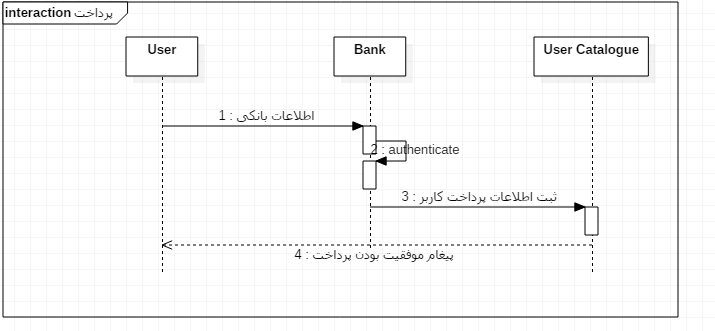 interaction پرداخت
User
Bank
User Catalogue
1 : اطلاعات بانکی
2 : authenticate
3 : ثبت اطلاعات پرداخت کاربر
4 : پیغام موفقیت بودن پرداخت